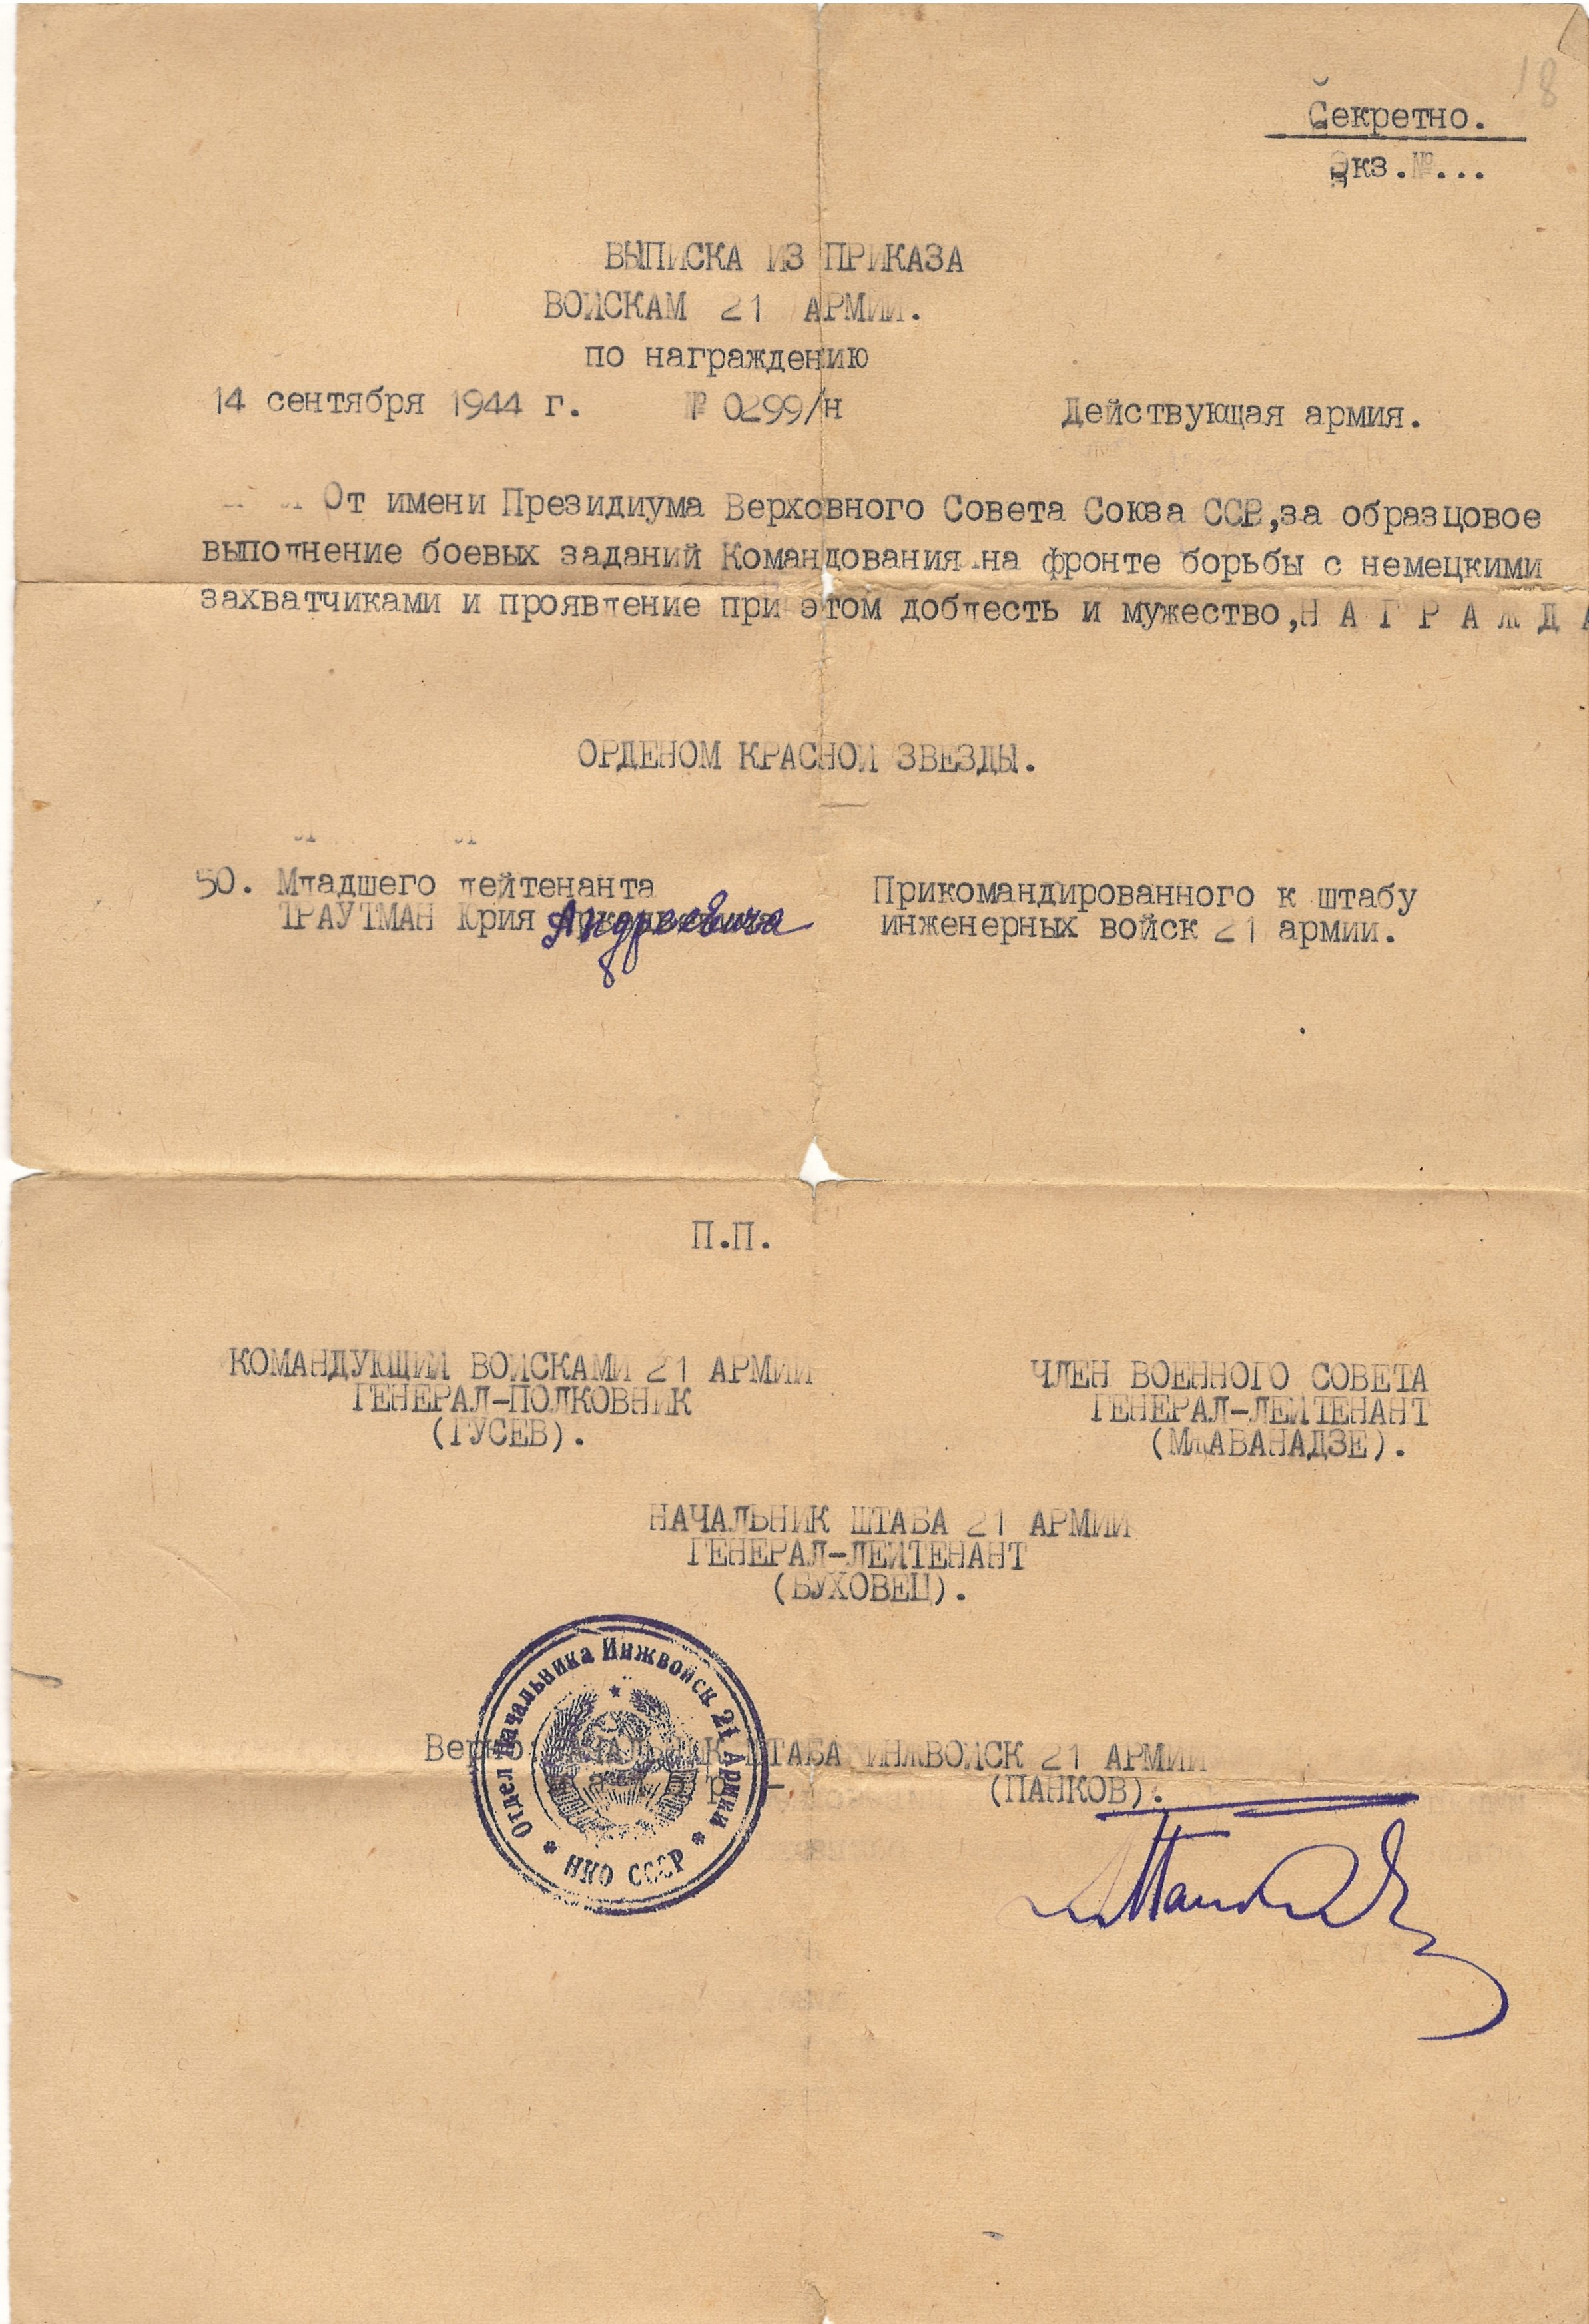 18
Секретно.
Экз.№...
ВЫПИСКА ИЗ ПРИКАЗА
ВОЙСКАМ 21 АРМИИ.
по награждению
14 сентября 1944 г. № 0299/н Действующая армия.
От имени Президиума Верховного Совета Союза ССР,за образцовое
выполнение боевых заданий Командования на фронте борьбы с немецкими
захватчиками и проявление при этом доблесть и мужество,Н А Г Р А Ж Д А
ОРДЕНОМ КРАСНОЙ ЗВЕЗДЫ.
50. Младшего лейтенанта Прикомандированного к штабу
ТРАУТМАН Юрия Андреевича инженерных войск 21 армии.
П.П.
КОМАНДУЮЩИЙ ВОЙСКАМИ 21 АРМИИ ЧЛЕН ВОЕННОГО СОВЕТА
ГЕНЕРАЛ-ПОЛКОВНИК ГЕНЕРАЛ-ЛЕЙТЕНАНТ
(ГУСЕВ). (МЖАВАНАДЗЕ).
НАЧАЛЬНИК ШТАБА 21 АРМИИ
ГЕНЕРАЛ-ЛЕЙТЕНАНТ
(БУХОВЕЦ).
Верно: НАЧАЛЬНИК ШТАБА ИНЖВОЙСК 21 АРМИИ
(ПАНКОВ).
Отдел Начальника Инжвойск 21 Армии
* НКО СССР *